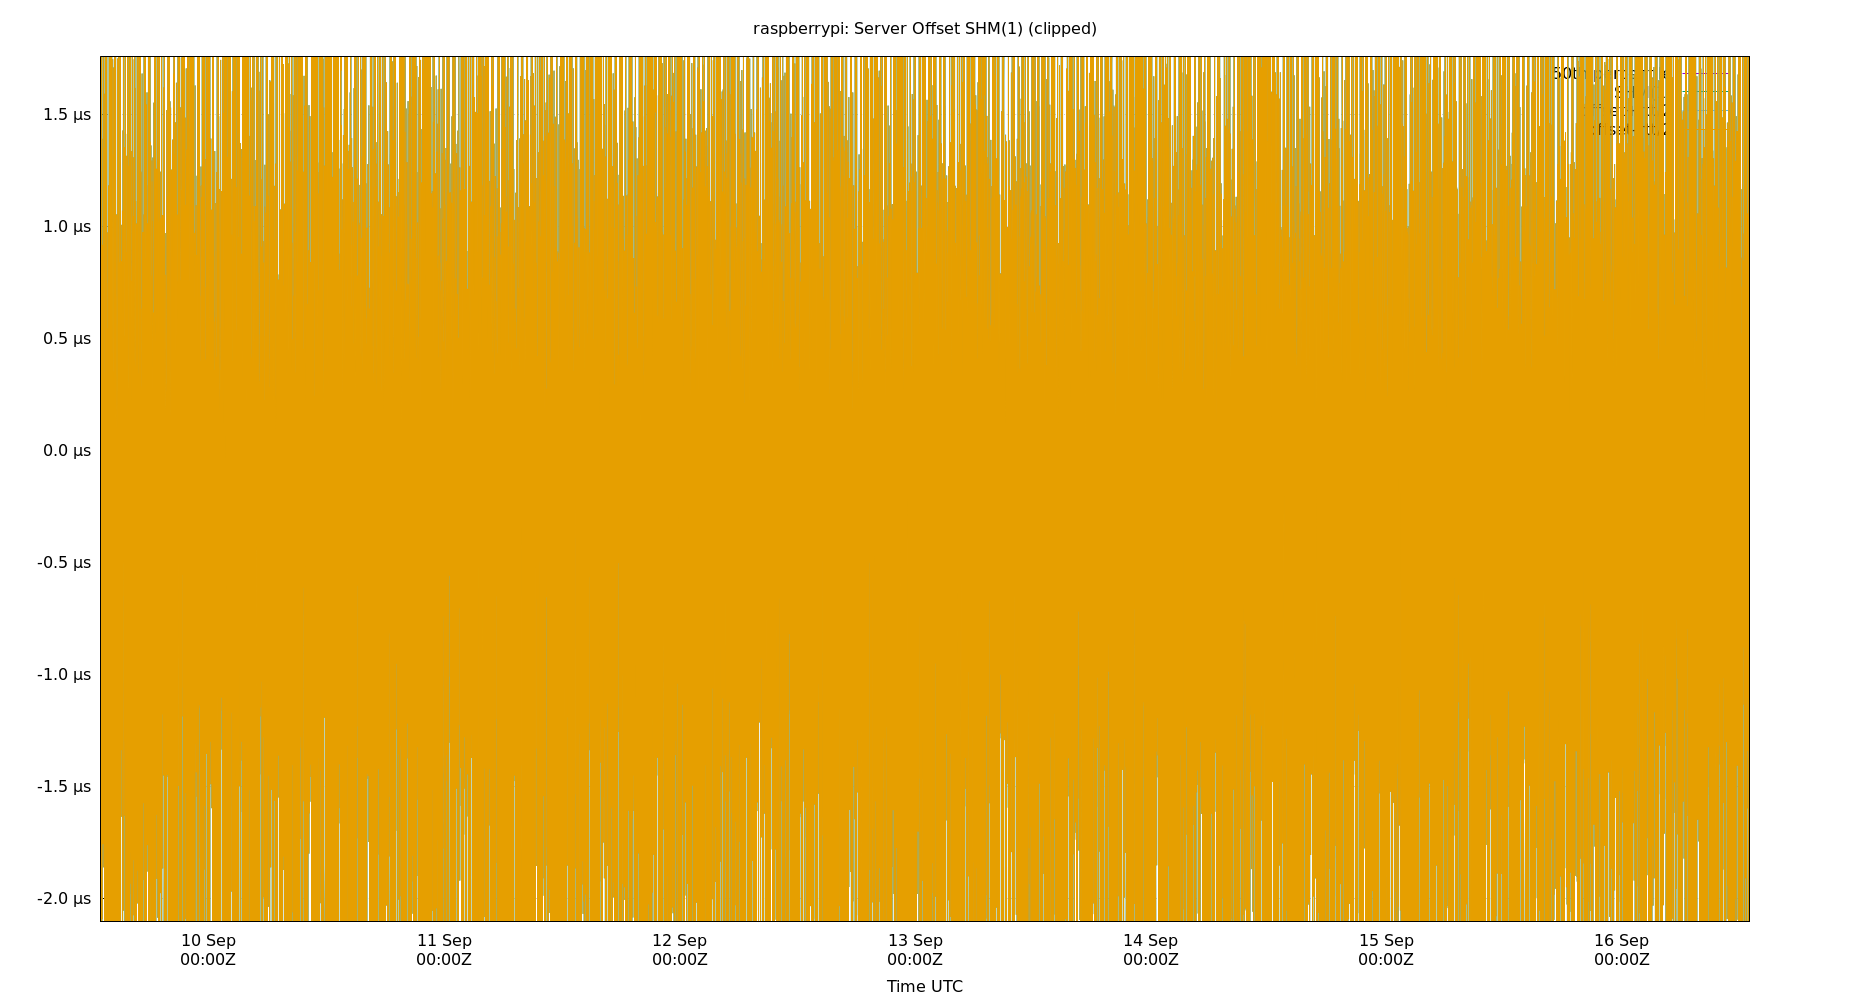 raspberrypi: Server Offset SHM(1) (clipped)
1.5 µs
1.0 µs
0.5 µs
0.0 µs
-0.5 µs
-1.0 µs
-1.5 µs
-2.0 µs
10 Sep 11 Sep 12 Sep 13 Sep 14 Sep 15 Sep 16 Sep
00:00Z 00:00Z 00:00Z 00:00Z 00:00Z 00:00Z 00:00Z
Time UTC